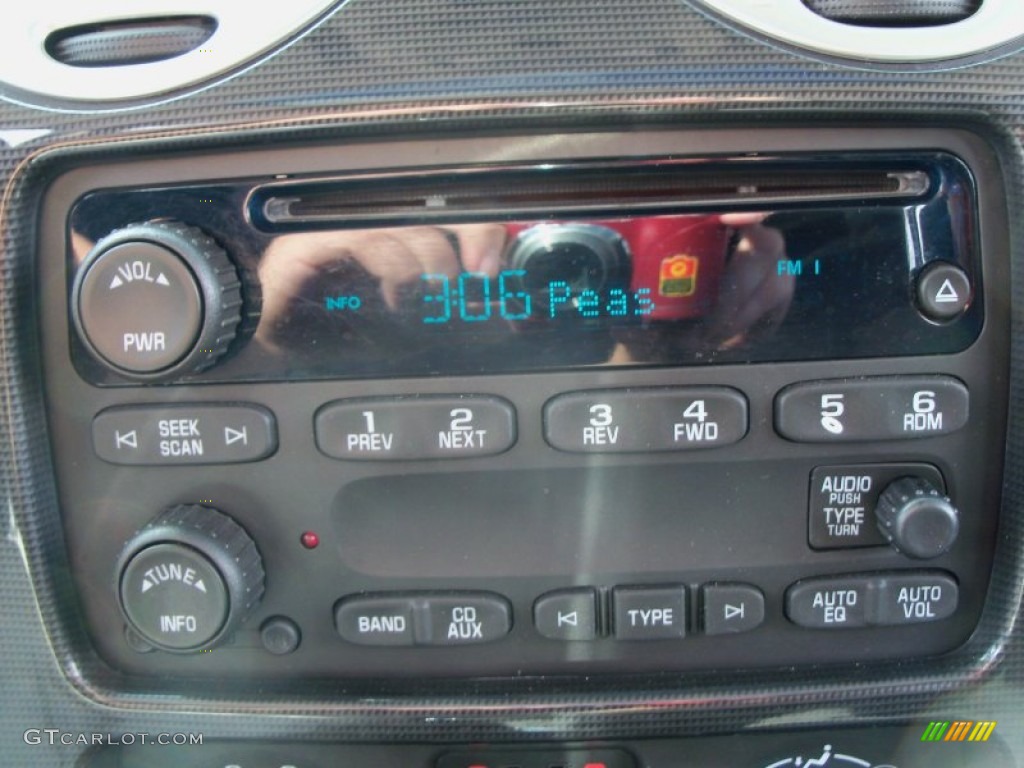 VOL
PWR
INFO
3:06 Peas
FM 1
SEEK
SCAN
1
PREV
2
NEXT
3
REV
4
FWD
5
6
RDM
AUDIO
PUSH
TYPE
TURN
TUNE
INFO
BAND
CD
AUX
TYPE
AUTO
EQ
AUTO
VOL
GTCARLOT.COM